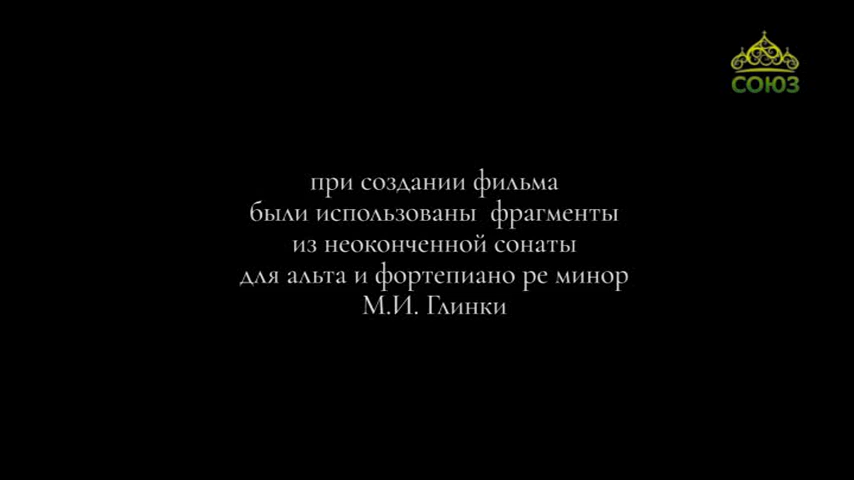 СОЮЗ
при создании фильма
были использованы фрагменты
из неоконченной сонаты
для альта и фортепиано ре минор
М.И. Глинки